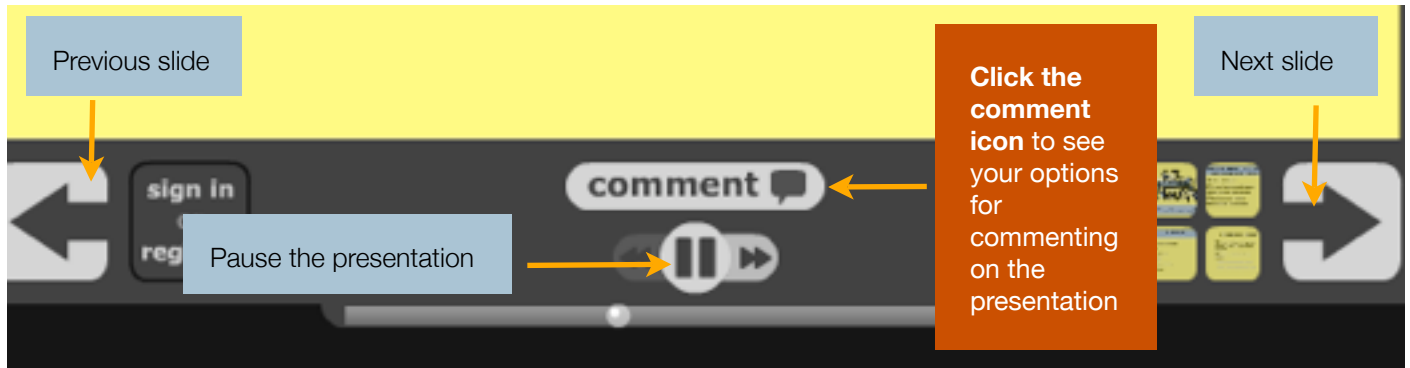 Previous slide
Click the
comment
icon to see
your options
for
commenting
on the
presentation
Next slide
sign in
comment
Pause the presentation